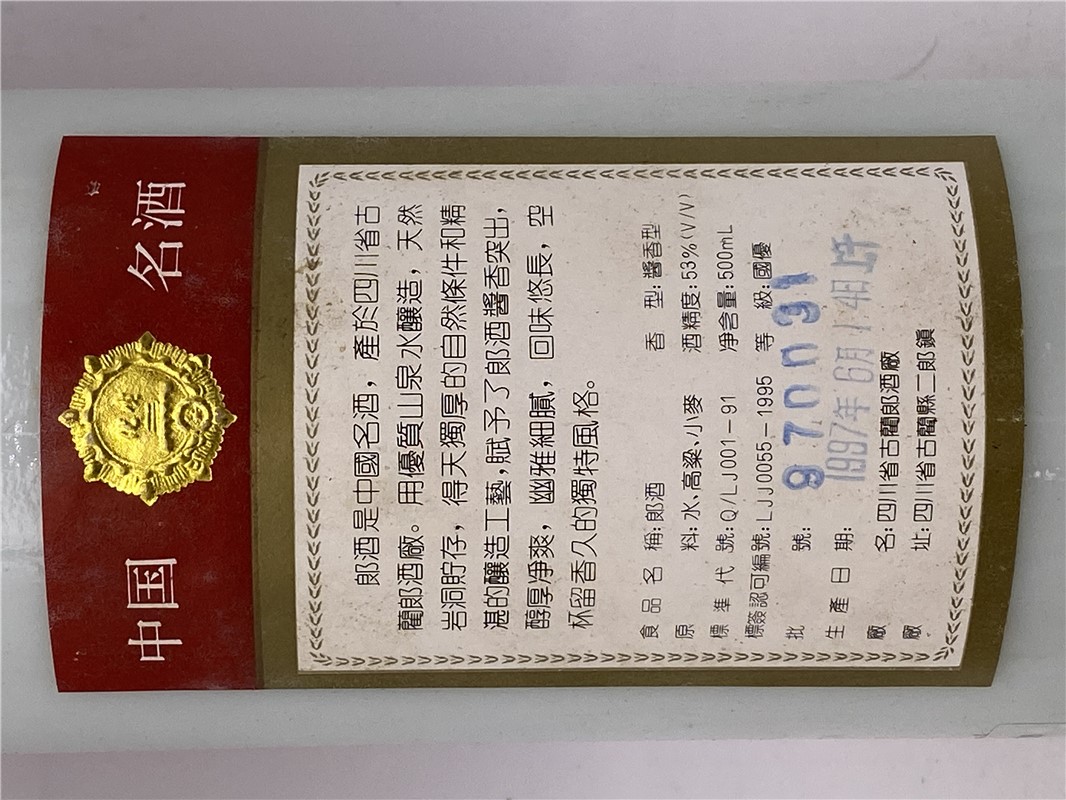 中国 名酒
郎酒是中國名酒，產於四川省古
藺郎酒廠。用優質山泉水釀造，天然
岩洞貯存，得天獨厚的自然條件和精
湛的釀造工藝，賦予了郎酒醬香突出，
醇厚净爽，幽雅細膩，回味悠長，空
杯留香久的獨特風格。
食品名稱：郎酒 香型：醬香型
原料：水、高粱、小麥 酒精度：53%(V/V)
標準代號：Q/LJ001-91 净含量：500mL
標簽認可編號：LJJ0055-1995 等級：國優
批號：970031
生產日期：1997年6月14日
廠名：四川省古藺郎酒廠
廠址：四川省古藺縣二郎鎮